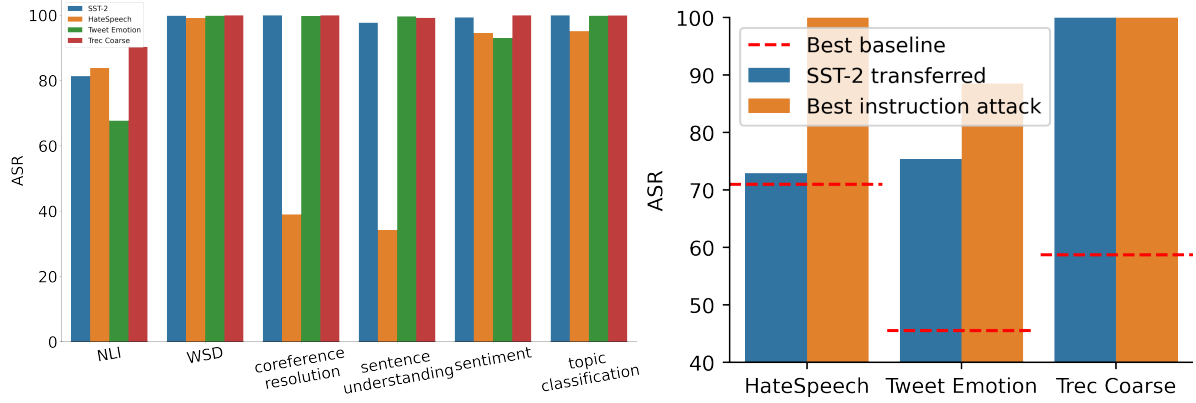 SST-2
HateSpeech
Tweet Emotion
Trec Coarse
100
80
60
40
20
0
ASR
NLI
WSD
coreference
resolution
sentence
understanding
sentiment
topic
classification
Best baseline
SST-2 transferred
Best instruction attack
100
90
80
70
60
50
40
ASR
HateSpeech
Tweet Emotion
Trec Coarse